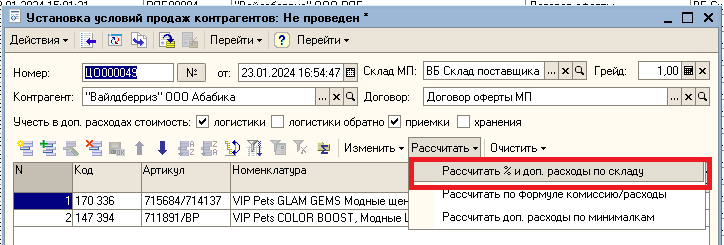 Установка условий продаж контрагентов: Не проведен *
Действия Перейти ? Перейти
Номер: ЦО000049 № от: 23.01.2024 16:54:47 Склад МП: ВБ Склад поставщика ... x Грейд: 1,00 x
Контрагент: "Вайлдберриз" ООО Абабика ... x Договор: Договор оферты МП ... x
Учесть в доп. расходах стоимость: логистики логистики обратно приемки хранения
Изменить Рассчитать Очистить
Рассчитать % и доп. расходы по складу
Рассчитать по формуле комиссию/расходы
Рассчитать доп. расходы по минималкам
N Код Артикул Номенклатура
1 170 336 715684/714137 VIP Pets GLAM GEMS Модные щен
2 147 394 711891/BP VIP Pets COLOR BOOST, Модные